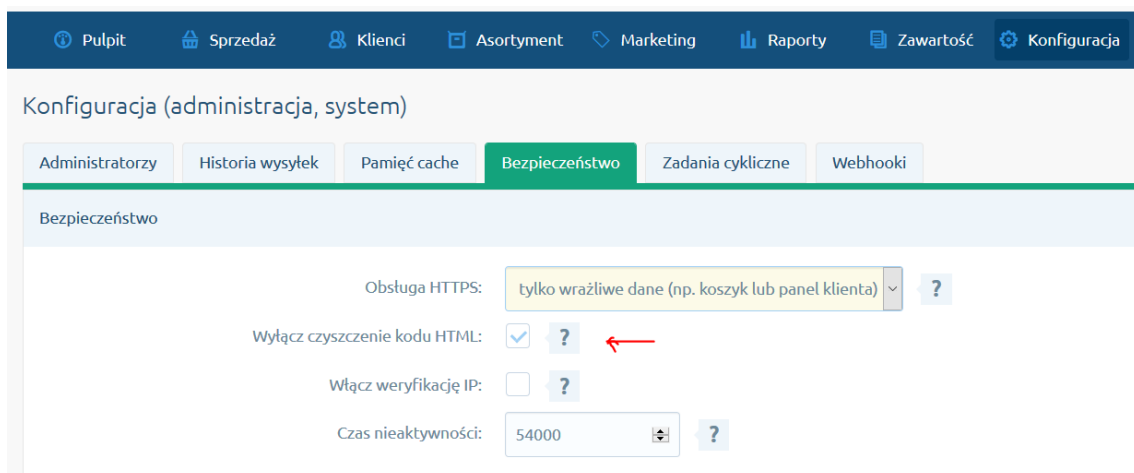 Pulpit Sprzedaż Klienci Asortyment Marketing Raporty Zawartość Konfiguracja
Konfiguracja (administracja, system)
Administratorzy Historia wysyłek Pamięć cache Bezpieczeństwo Zadania cykliczne Webhooki
Bezpieczeństwo
Obsługa HTTPS: tylko wrażliwe dane (np. koszyk lub panel klienta) ?
Wyłącz czyszczenie kodu HTML: ?
Włącz weryfikację IP: ?
Czas nieaktywności: 54000 ?